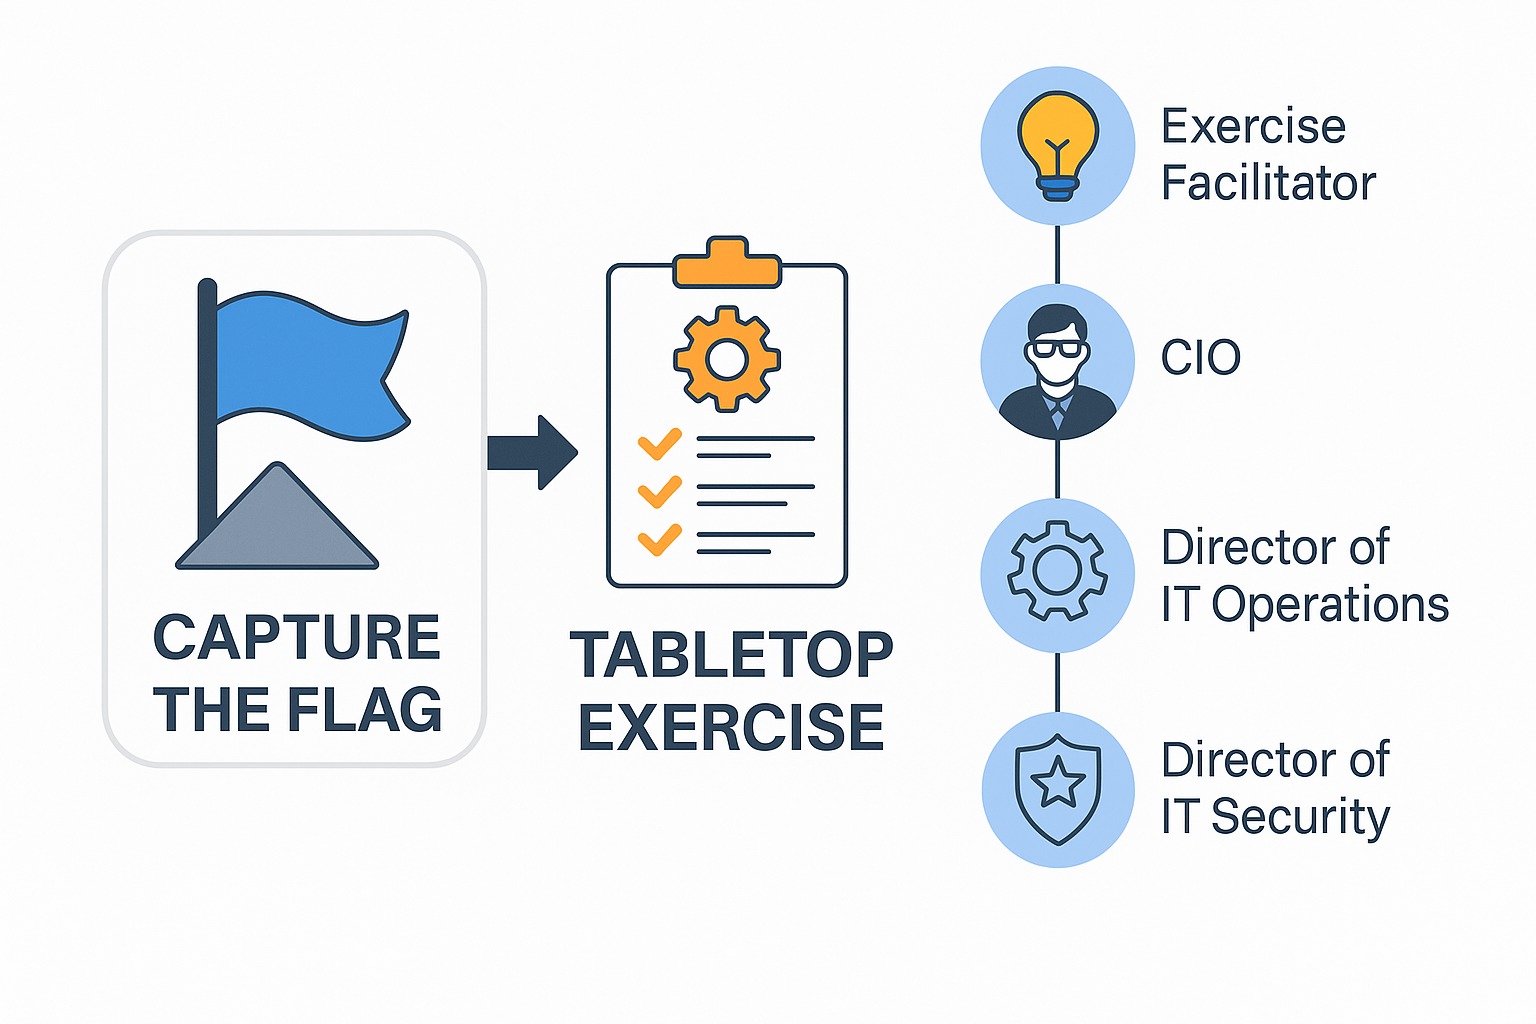 CAPTURE
THE FLAG
TABLETOP
EXERCISE
Exercise
Facilitator
CIO
Director of
IT Operations
Director of
IT Security